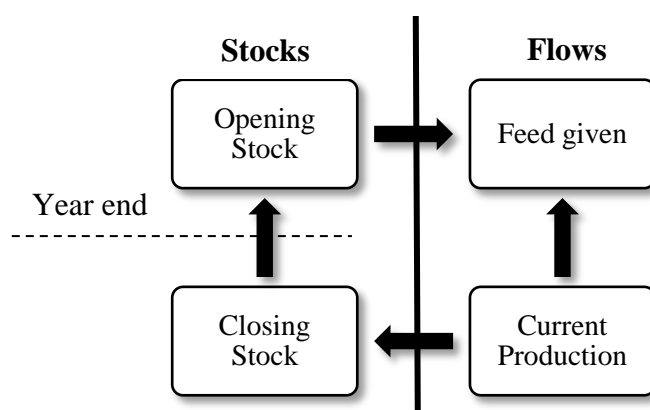 Stocks
Flows
Opening
Stock
Feed given
Year end
Closing
Stock
Current
Production